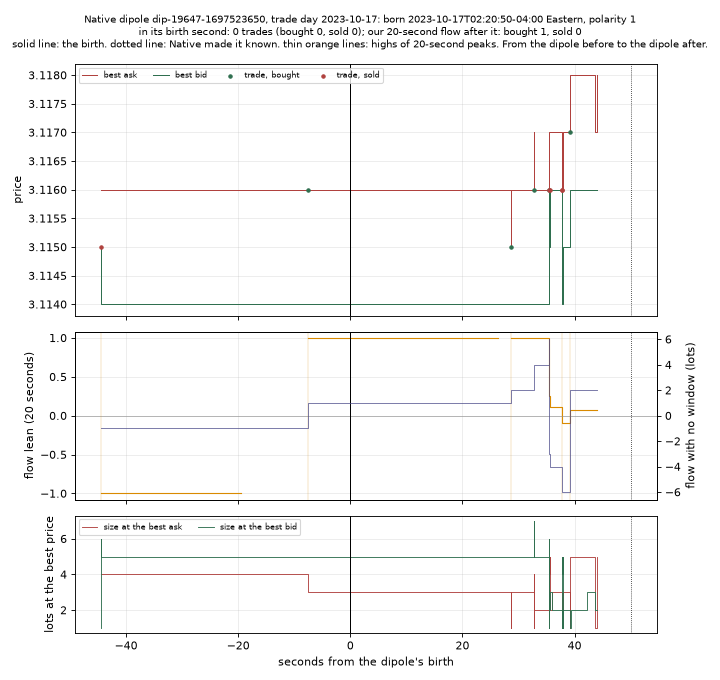 Native dipole dip-19647-1697523650, trade day 2023-10-17: born 2023-10-17T02:20:50-04:00 Eastern, polarity 1
in its birth second: 0 trades (bought 0, sold 0); our 20-second flow after it: bought 1, sold 0
solid line: the birth. dotted line: Native made it known. thin orange lines: highs of 20-second peaks. From the dipole before to the dipole after.
best ask
best bid
trade, bought
trade, sold
3.1180
3.1175
3.1170
3.1165
3.1160
3.1155
3.1150
3.1145
3.1140
price
1.0
0.5
0.0
−0.5
−1.0
flow lean (20 seconds)
6
4
2
0
−2
−4
−6
flow with no window (lots)
size at the best ask
size at the best bid
6
4
2
lots at the best price
−40
−20
0
20
40
seconds from the dipole's birth